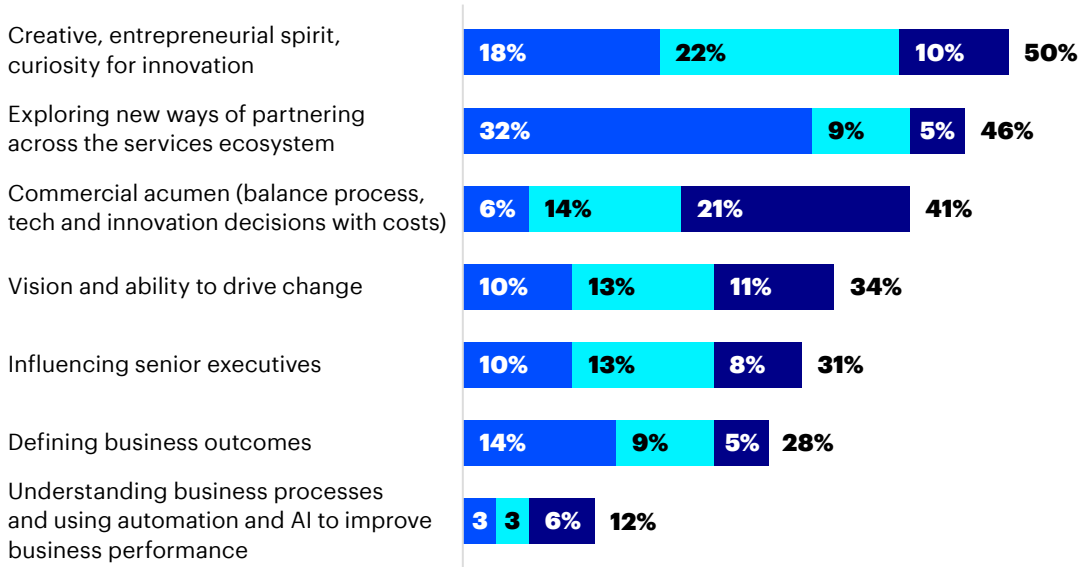 Creative, entrepreneurial spirit,
curiosity for innovation
18% 22% 10% 50%
Exploring new ways of partnering
across the services ecosystem
32% 9% 5% 46%
Commercial acumen (balance process,
tech and innovation decisions with costs)
6% 14% 21% 41%
Vision and ability to drive change
10% 13% 11% 34%
Influencing senior executives
10% 13% 8% 31%
Defining business outcomes
14% 9% 5% 28%
Understanding business processes
and using automation and AI to improve
business performance
3 3 6% 12%